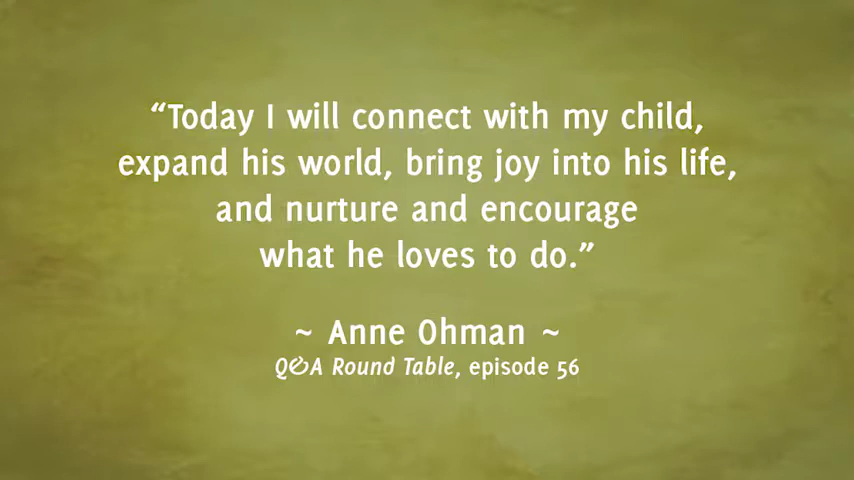 “Today I will connect with my child,
expand his world, bring joy into his life,
and nurture and encourage
what he loves to do.”
~ Anne Ohman ~
Q&A Round Table, episode 56